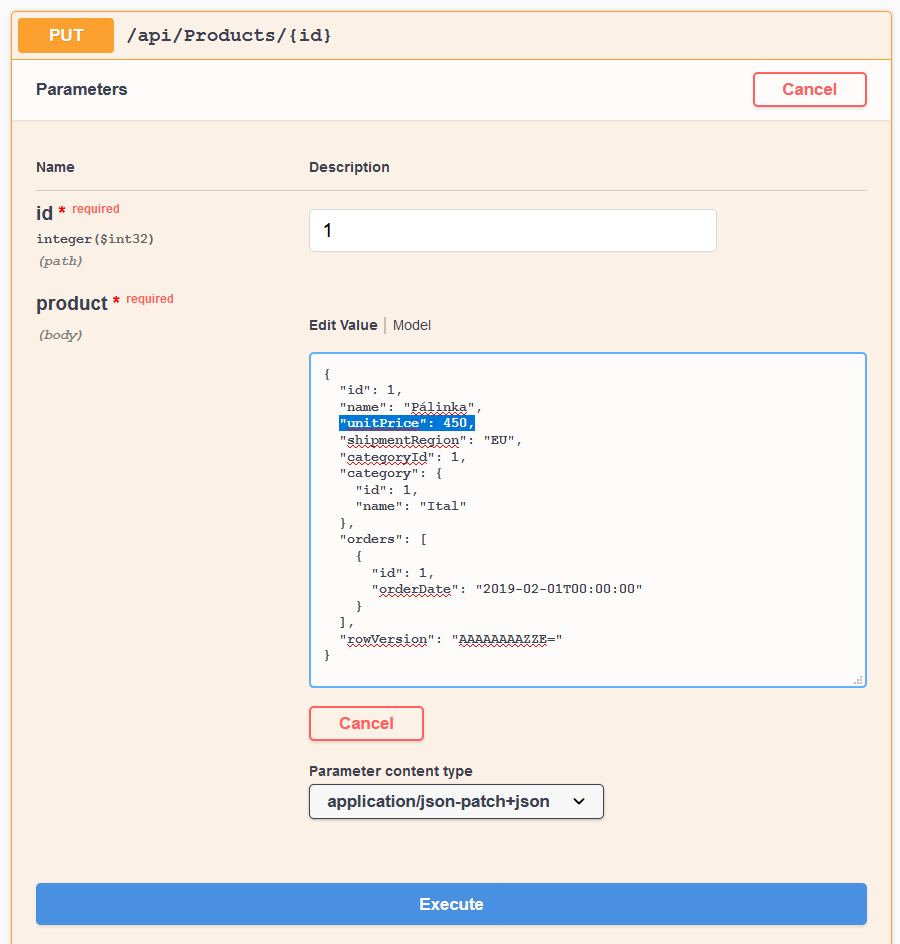 PUT /api/Products/{id}
Parameters Cancel
Name Description
id * required
integer($int32)
(path)
1
product * required
(body)
Edit Value | Model
{
  "id": 1,
  "name": "Pálinka",
  "unitPrice": 450,
  "shipmentRegion": "EU",
  "categoryId": 1,
  "category": {
    "id": 1,
    "name": "Ital"
  },
  "orders": [
    {
      "id": 1,
      "orderDate": "2019-02-01T00:00:00"
    }
  ],
  "rowVersion": "AAAAAAAAZZE="
}
Cancel
Parameter content type
application/json-patch+json
Execute